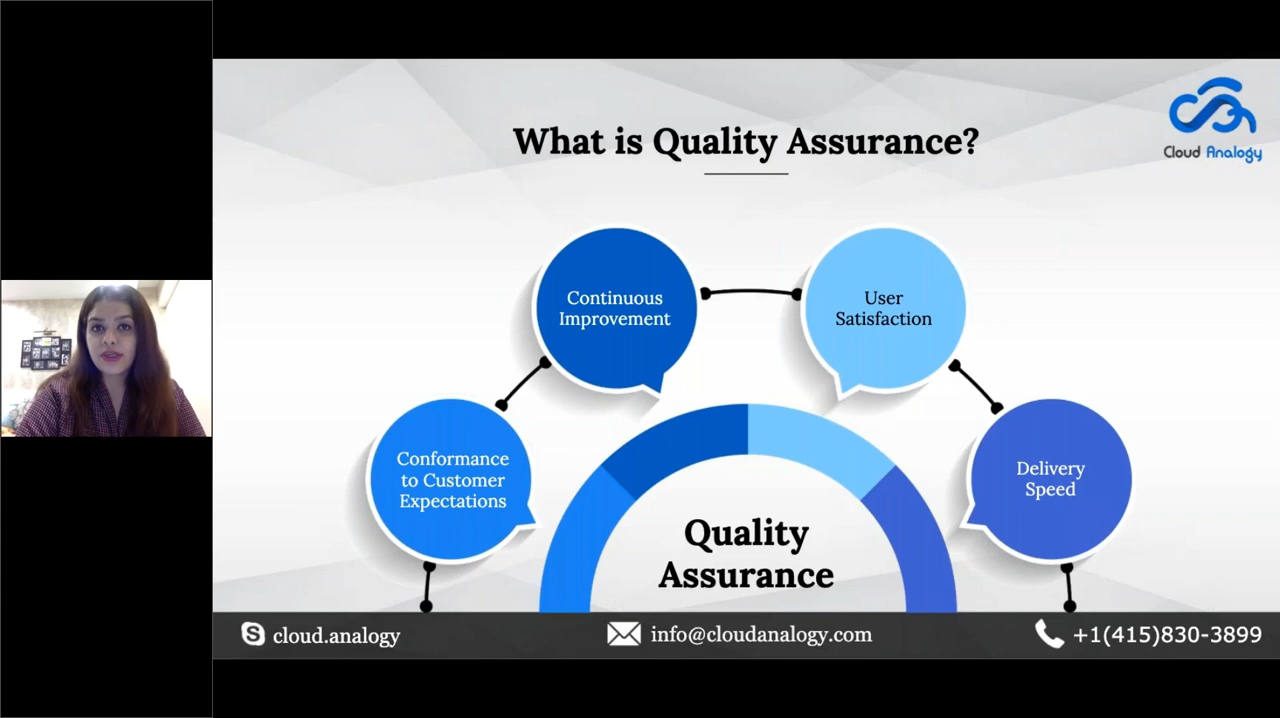 What is Quality Assurance?
Cloud Analogy
Continuous
Improvement
User
Satisfaction
Conformance
to Customer
Expectations
Delivery
Speed
Quality
Assurance
cloud.analogy
info@cloudanalogy.com
+1(415)830-3899